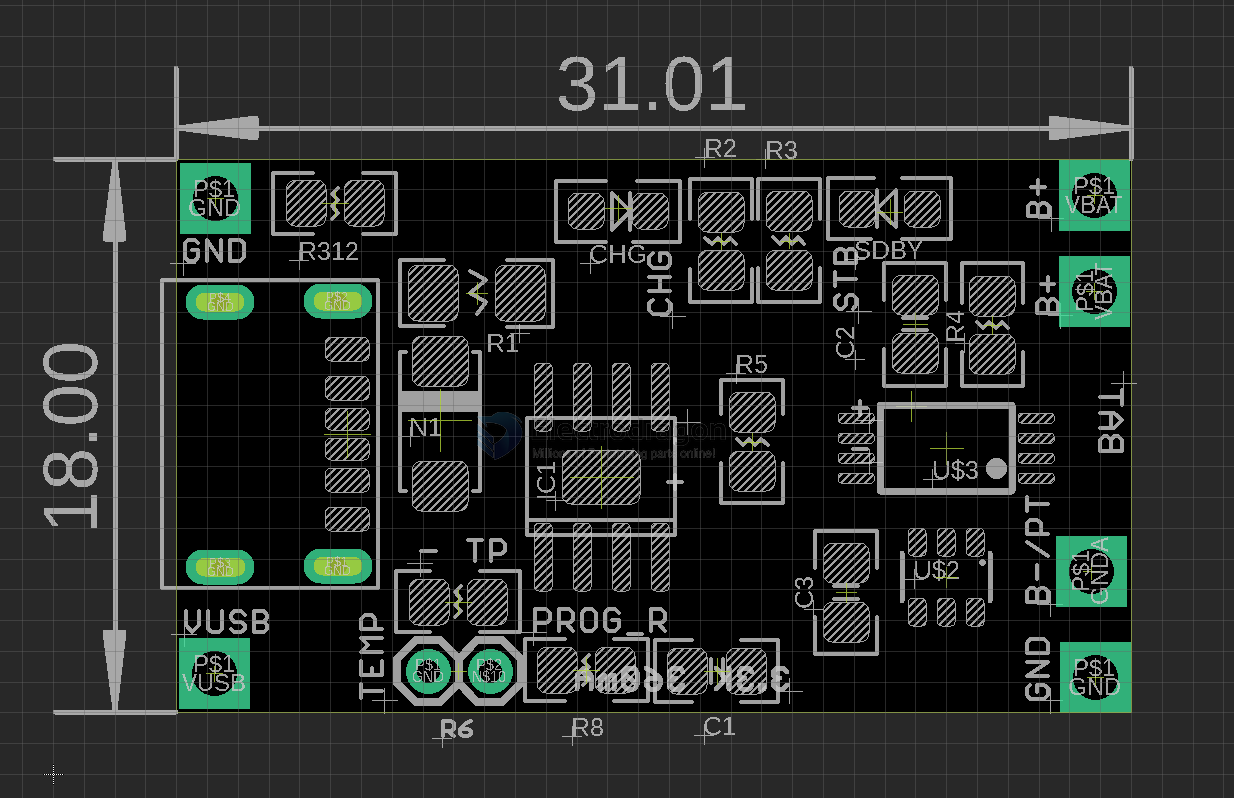 31.01
18.00
R2
R3
P$1
GND
GND
R312
CHG
CHG
SDBY
STB
B+
P$1
VBAT
B+
P$1
VBAT
R1
C2
R4
R5
BAT
N1
Electrodragon
IC1
U$3
TP
B-/PT
U$2
P$1
GNDA
C3
VUSB
PROG_R
P$1
VUSB
TEMP
P$1
GND
P$2
N$10
3.3K 360mA
GND
P$1
GND
R6
R8
C1